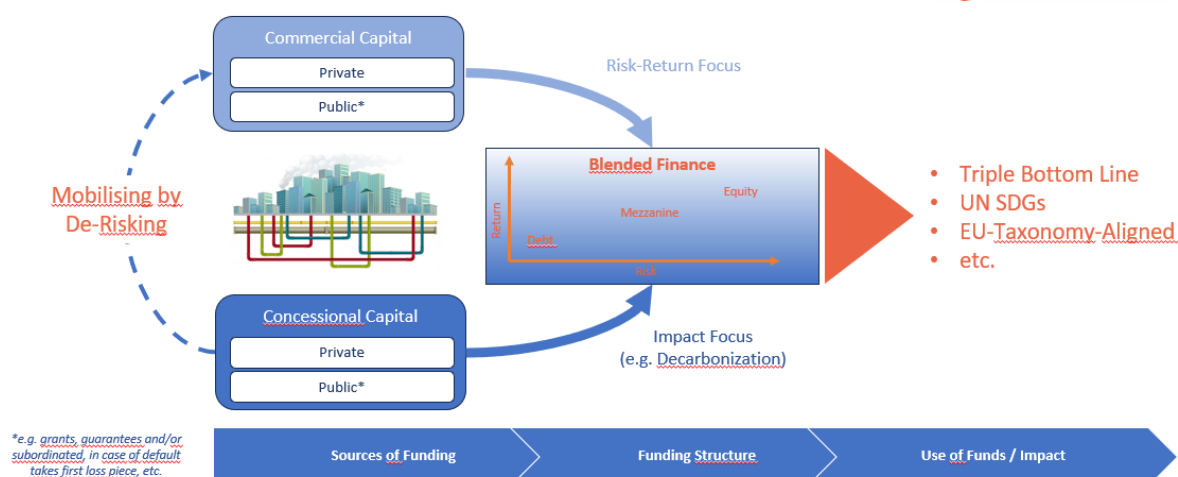 Commercial Capital
Private
Public*
Risk-Return Focus
Mobilising by
De-Risking
Blended Finance
Return
Equity
Mezzanine
Debt
Risk
• Triple Bottom Line
• UN SDGs
• EU-Taxonomy-Aligned
• etc.
Concessional Capital
Private
Public*
Impact Focus
(e.g. Decarbonization)
*e.g. grants, guarantees and/or
subordinated, in case of default
takes first loss piece, etc.
Sources of Funding
Funding Structure
Use of Funds / Impact